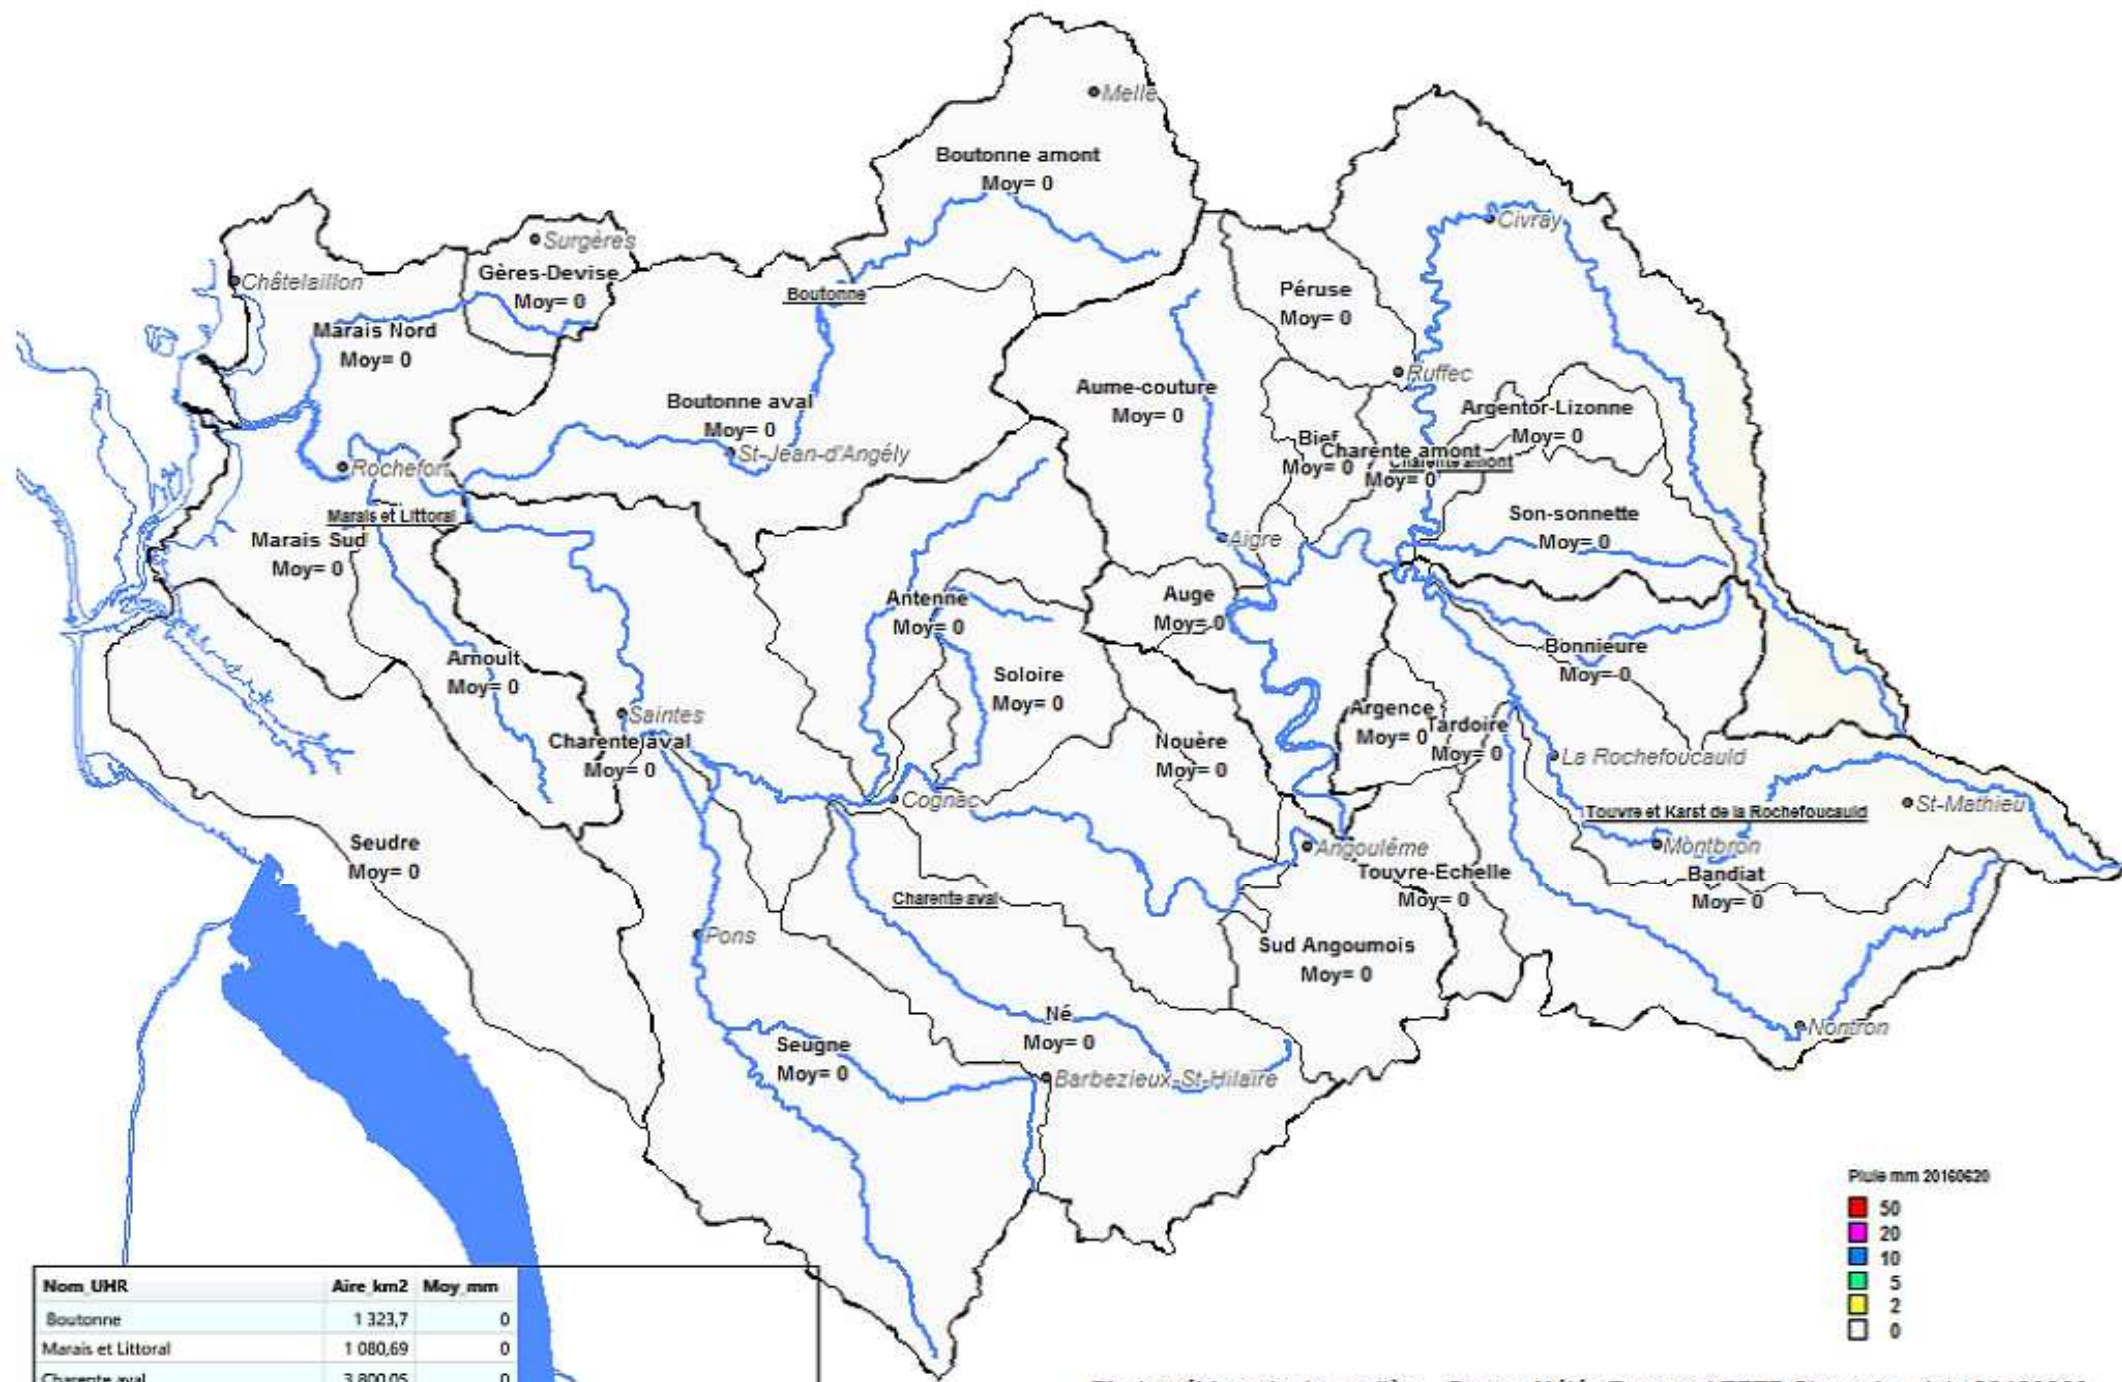 Melle
Boutonne amont
Moy= 0
Civray
Surgères
Châtelaillon
Gères-Devise
Moy= 0
Boutonne
Péruse
Moy= 0
Marais Nord
Moy= 0
Ruffec
Aume-couture
Moy= 0
Boutonne aval
Moy= 0
Argentor-Lizonne
Moy= 0
St-Jean-d'Angély
Bief
Moy= 0
Charente amont
Moy= 0
Charente amont
Rochefort
Marais et Littoral
Son-sonnette
Moy= 0
Marais Sud
Moy= 0
Aigre
Antenne
Moy= 0
Auge
Moy= 0
Bonnieure
Moy= 0
Arnoult
Moy= 0
Soloire
Moy= 0
Saintes
Argence
Moy= 0
Tardoire
Moy= 0
Charente aval
Moy= 0
Nouère
Moy= 0
La Rochefoucauld
Cognac
St-Mathieu
Touvre et Karst de la Rochefoucauld
Seudre
Moy= 0
Angoulême
Montbron
Touvre-Echelle
Moy= 0
Bandiat
Moy= 0
Charente aval
Pons
Sud Angoumois
Moy= 0
Né
Moy= 0
Nontron
Seugne
Moy= 0
Barbezieux-St-Hilaire
Pluie mm 20160620
50
20
10
5
2
0
Nom_UHR Aire_km2 Moy_mm
Boutonne 1 323,7 0
Marais et Littoral 1 080,69 0
Charente aval 3 800,05 0